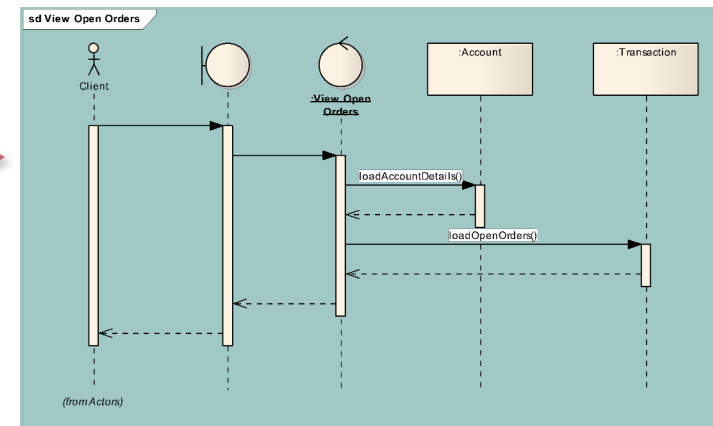 sd View Open Orders
Client
:View Open
Orders
:Account
:Transaction
loadAccountDetails()
loadOpenOrders()
(from Actors)